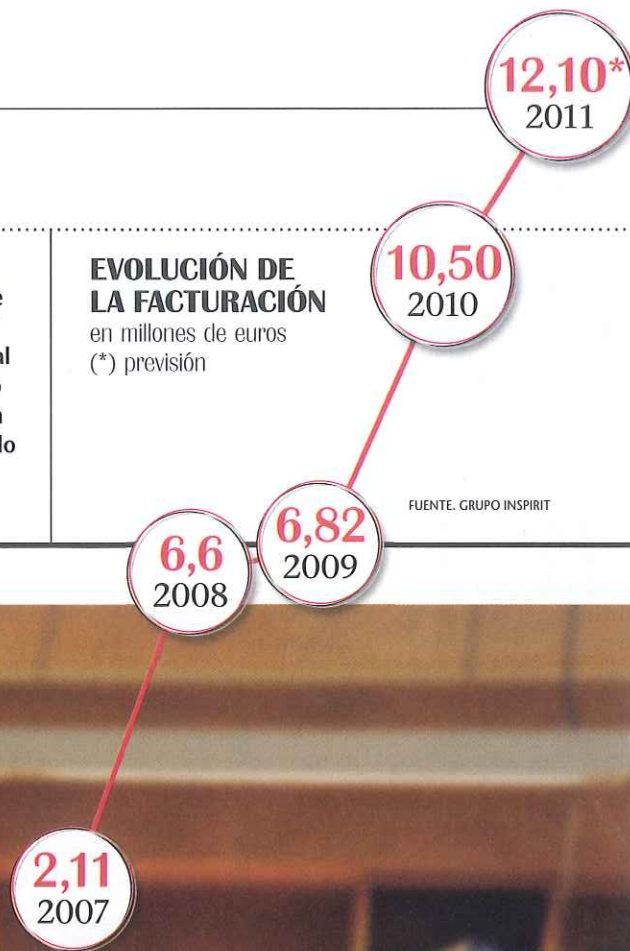 12,10*
2011
EVOLUCIÓN DE
LA FACTURACIÓN
en millones de euros
(*) previsión
10,50
2010
FUENTE. GRUPO INSPIRIT
6,6
2008
6,82
2009
2,11
2007